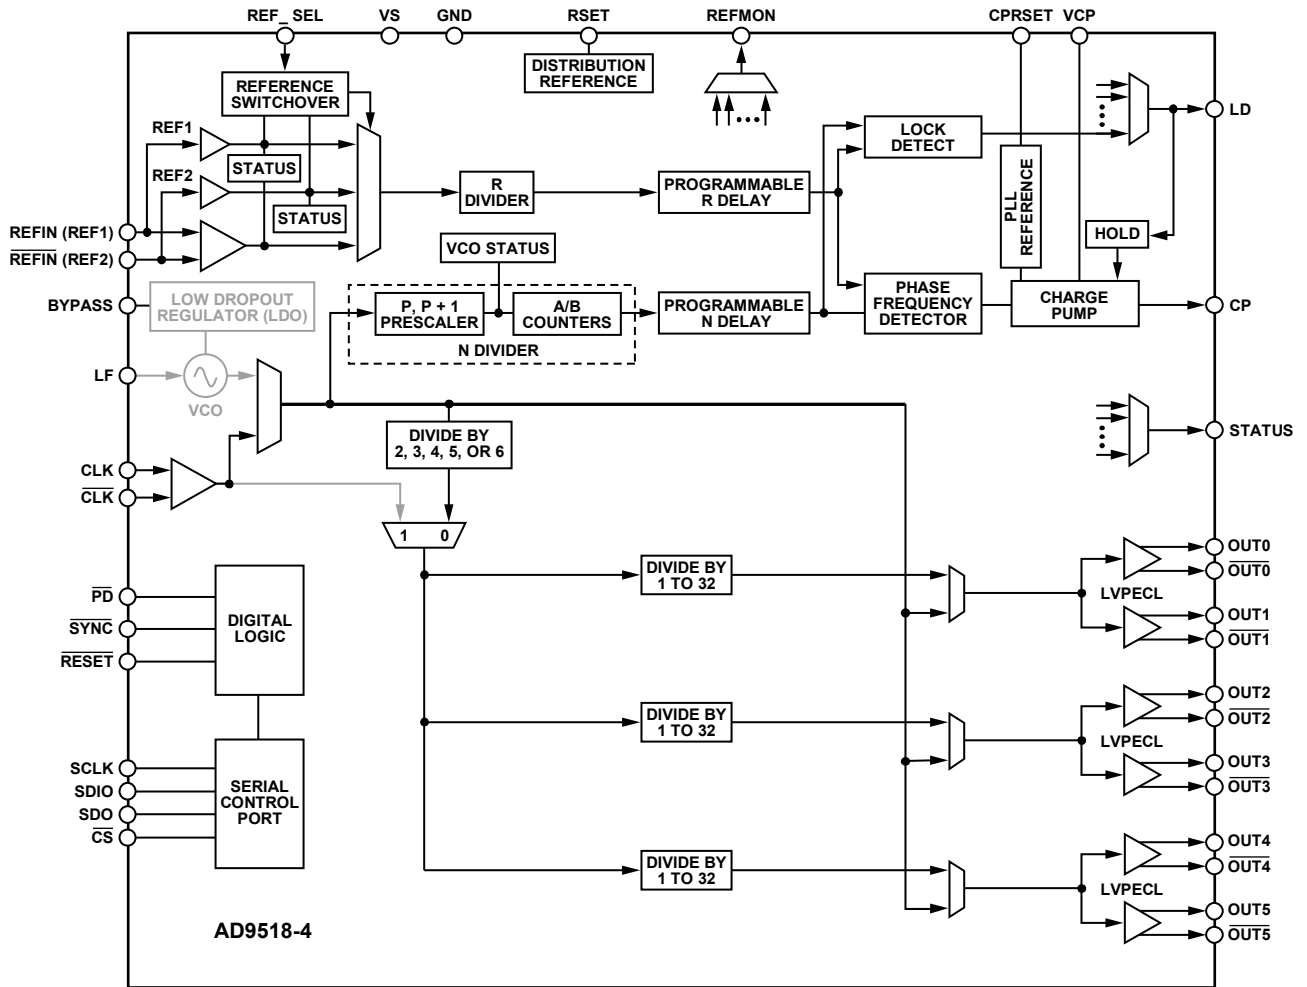 REF_SEL
VS
GND
RSET
REFMON
CPRSET
VCP
DISTRIBUTION
REFERENCE
REFERENCE
SWITCHOVER
REF1
STATUS
REF2
STATUS
REFIN (REF1)
REFIN (REF2)
R
DIVIDER
PROGRAMMABLE
R DELAY
LOCK
DETECT
LD
PLL
REFERENCE
HOLD
VCO STATUS
BYPASS
LOW DROPOUT
REGULATOR (LDO)
P, P + 1
PRESCALER
A/B
COUNTERS
N DIVIDER
PROGRAMMABLE
N DELAY
PHASE
FREQUENCY
DETECTOR
CHARGE
PUMP
CP
LF
VCO
STATUS
DIVIDE BY
2, 3, 4, 5, OR 6
CLK
CLK
1 0
PD
SYNC
RESET
DIGITAL
LOGIC
DIVIDE BY
1 TO 32
LVPECL
OUT0
OUT0
OUT1
OUT1
DIVIDE BY
1 TO 32
LVPECL
OUT2
OUT2
OUT3
OUT3
SCLK
SDIO
SDO
CS
SERIAL
CONTROL
PORT
DIVIDE BY
1 TO 32
LVPECL
OUT4
OUT4
OUT5
OUT5
AD9518-4